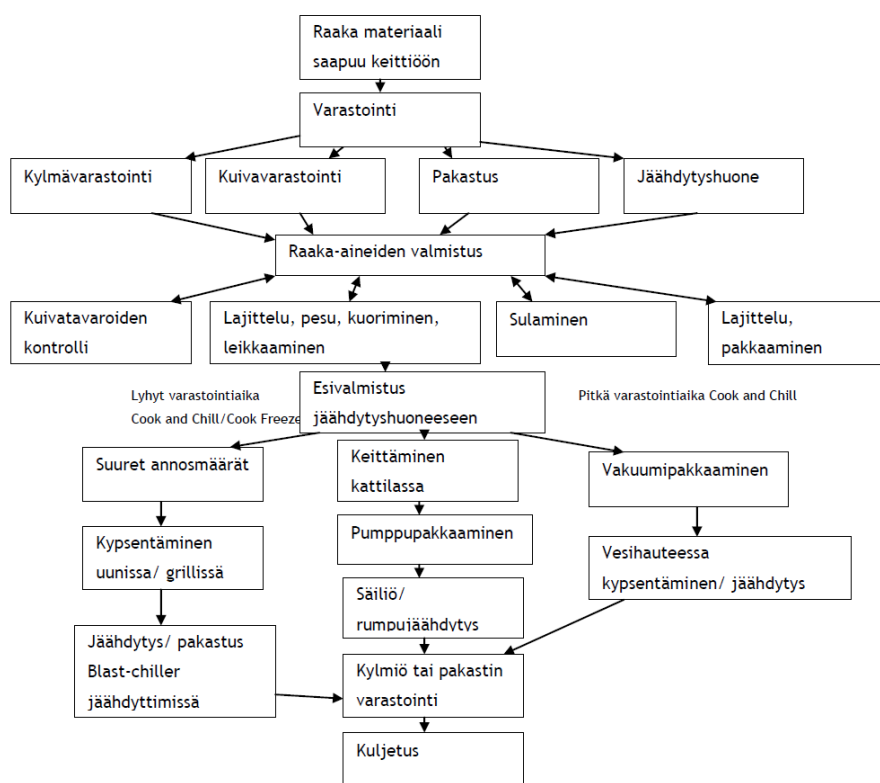 Raaka materiaali
saapuu keittiöön
Varastointi
Kylmävarastointi
Kuivavarastointi
Pakastus
Jäähdytyshuone
Raaka-aineiden valmistus
Kuivatavaroiden
kontrolli
Lajittelu, pesu, kuoriminen,
leikkaaminen
Sulaminen
Lajittelu,
pakkaaminen
Lyhyt varastointiaika
Cook and Chill/Cook Freeze
Esivalmistus
jäähdytyshuoneeseen
Pitkä varastointiaika Cook and Chill
Suuret annosmäärät
Keittäminen
kattilassa
Vakuumipakkaaminen
Kypsentäminen
uunissa/ grillissä
Pumppupakkaaminen
Vesihauteessa
kypsentäminen/ jäähdytys
Säiliö/
rumpujäähdytys
Jäähdytys/ pakastus
Blast-chiller
jäähdyttimissä
Kylmiö tai pakastin
varastointi
Kuljetus